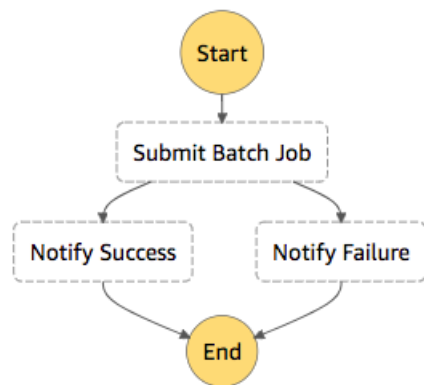 Start
Submit Batch Job
Notify Success
Notify Failure
End